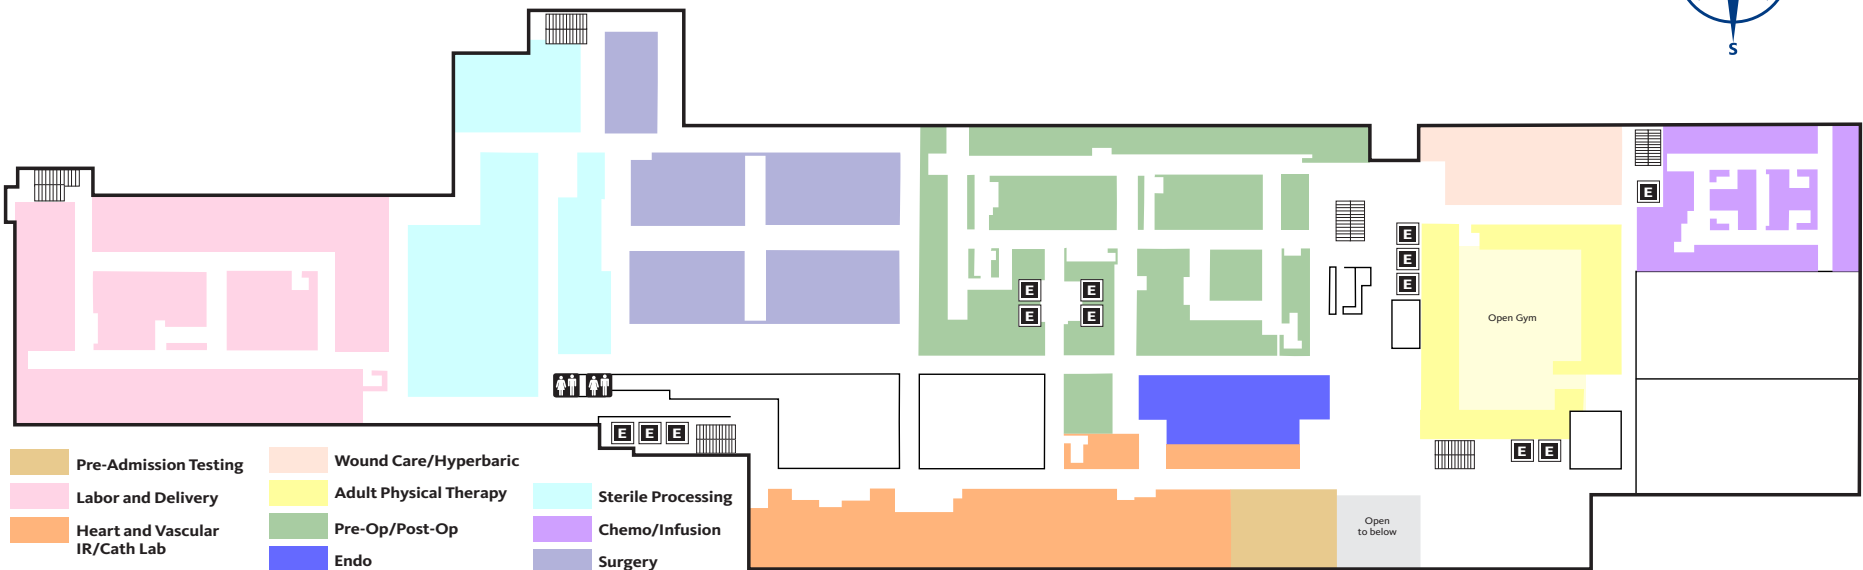 S
E
E
E
E
E
E
E
E
Open Gym
E
E
E
E
E
E
Open
to below
Pre-Admission Testing
Labor and Delivery
Heart and Vascular
IR/Cath Lab
Wound Care/Hyperbaric
Adult Physical Therapy
Pre-Op/Post-Op
Endo
Sterile Processing
Chemo/Infusion
Surgery